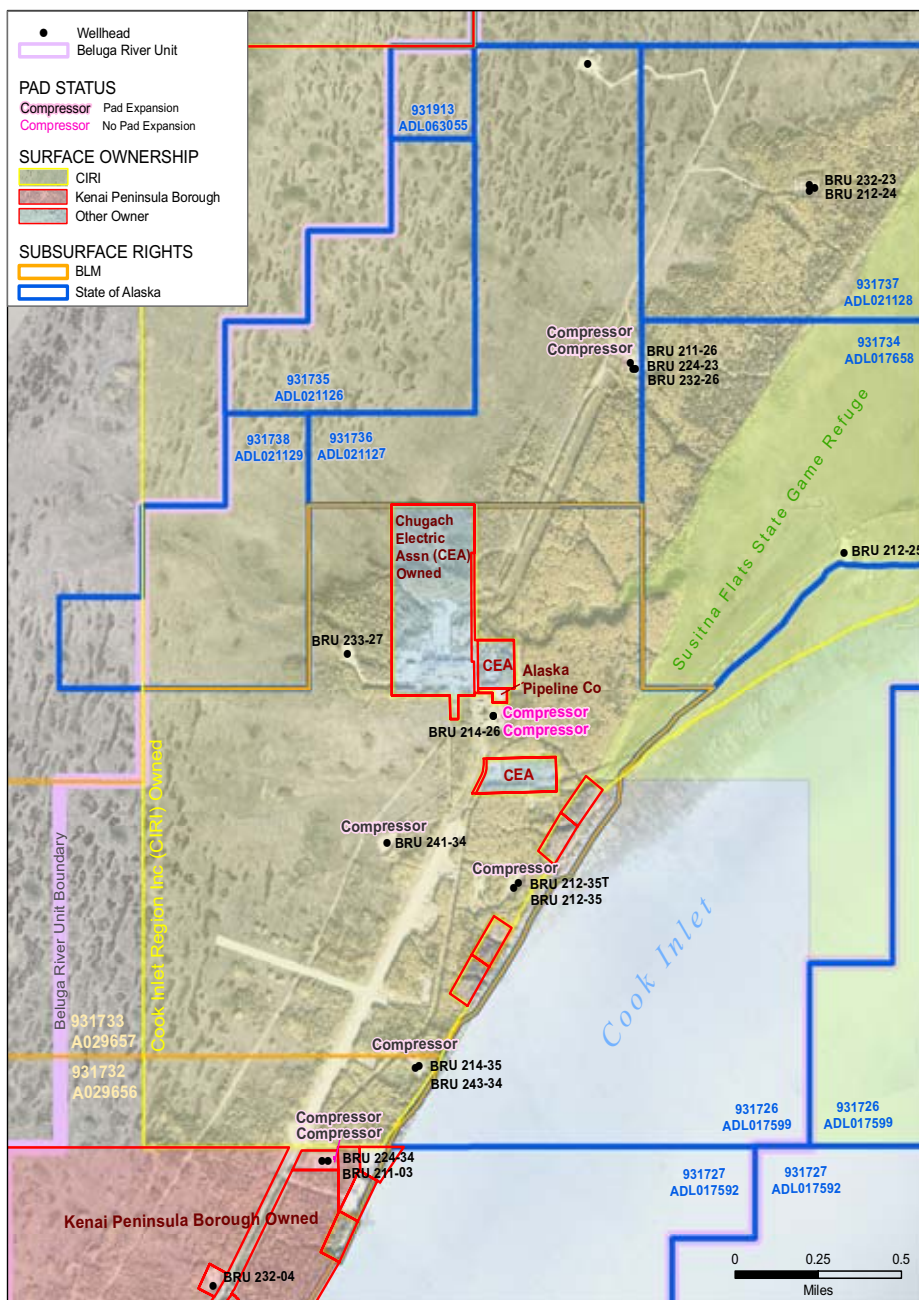 Wellhead
Beluga River Unit
PAD STATUS
Compressor Pad Expansion
Compressor No Pad Expansion
SURFACE OWNERSHIP
CIRI
Kenai Peninsula Borough
Other Owner
SUBSURFACE RIGHTS
BLM
State of Alaska
931913
ADL063055
BRU 232-23
BRU 212-24
931737
ADL021128
931734
ADL017658
Compressor
Compressor
BRU 211-26
BRU 224-23
BRU 232-26
931735
ADL021126
931738
ADL021129
931736
ADL021127
Susitna Flats State Game Refuge
Chugach
Electric
Assn (CEA)
Owned
BRU 212-25
BRU 233-27
CEA
Alaska
Pipeline Co
Compressor
Compressor
BRU 214-26
CEA
Compressor
BRU 241-34
Compressor
BRU 212-35T
BRU 212-35
Beluga River Unit Boundary
Cook Inlet Region Inc (CIRI) Owned
Cook Inlet
931733
A029657
931732
A029656
Compressor
BRU 214-35
BRU 243-34
Compressor
Compressor
BRU 224-34
BRU 211-03
931726
ADL017599
931726
ADL017599
931727
ADL017592
931727
ADL017592
Kenai Peninsula Borough Owned
BRU 232-04
0 0.25 0.5
Miles